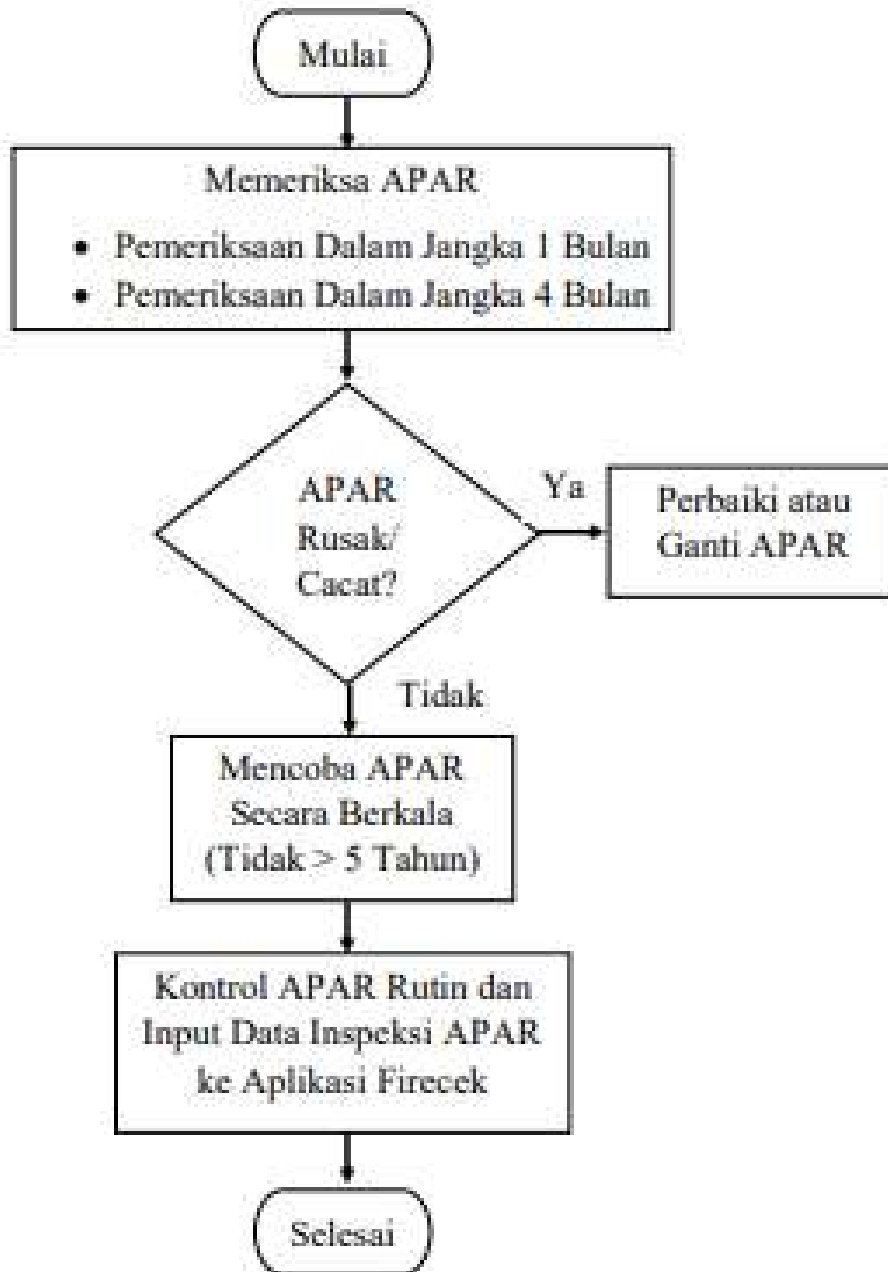 Mulai
Memeriksa APAR
• Pemeriksaan Dalam Jangka 1 Bulan
• Pemeriksaan Dalam Jangka 4 Bulan
APAR
Rusak/
Cacat?
Ya
Perbaiki atau
Ganti APAR
Tidak
Mencoba APAR
Secara Berkala
(Tidak > 5 Tahun)
Kontrol APAR Rutin dan
Input Data Inspeksi APAR
ke Aplikasi Firecek
Selesai